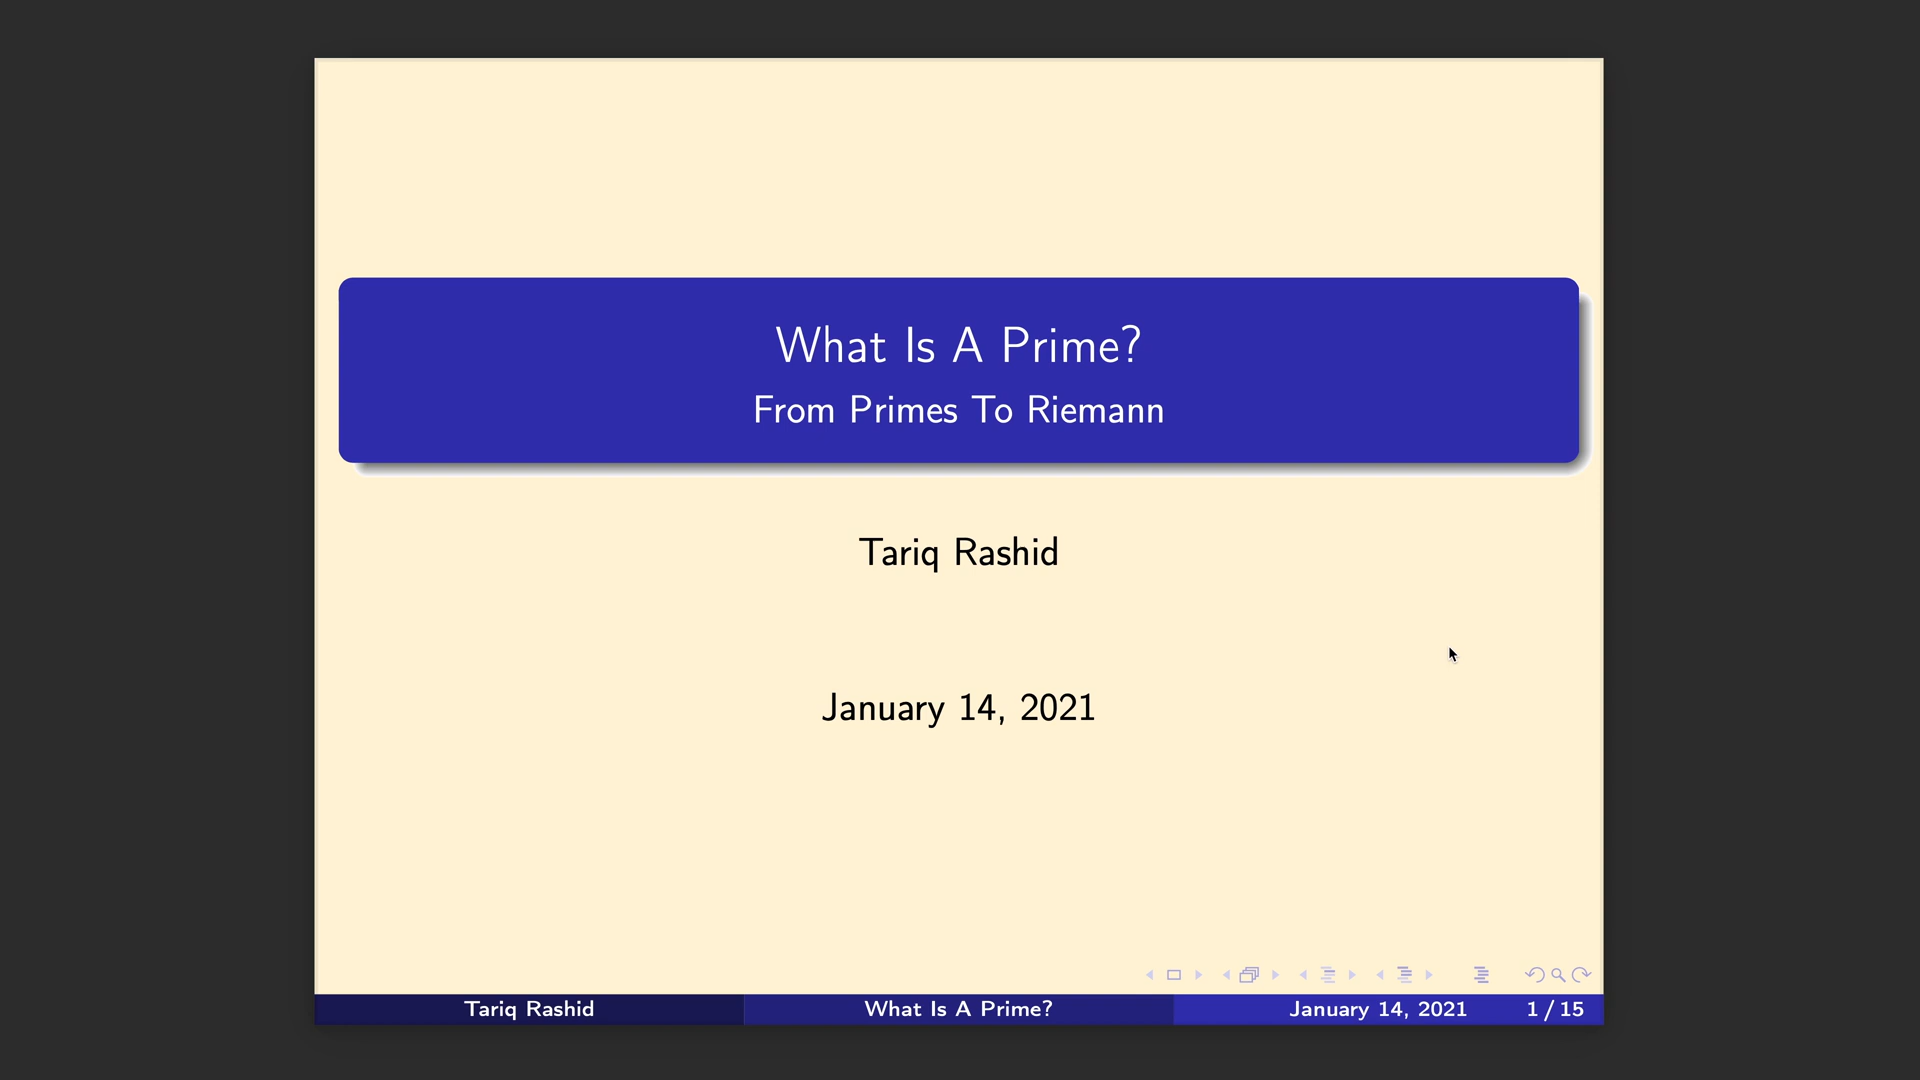 What Is A Prime?
From Primes To Riemann
Tariq Rashid
January 14, 2021
Tariq Rashid What Is A Prime? January 14, 2021 1 / 15